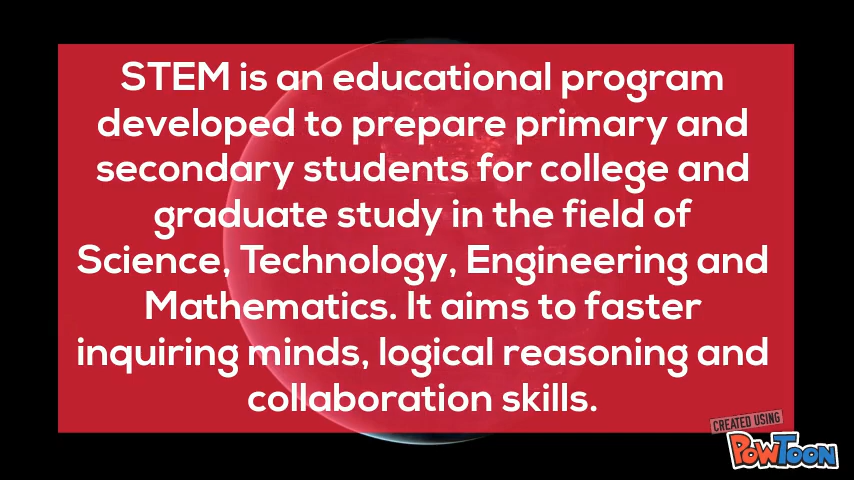 STEM is an educational program
developed to prepare primary and
secondary students for college and
graduate study in the field of
Science, Technology, Engineering and
Mathematics. It aims to faster
inquiring minds, logical reasoning and
collaboration skills.
CREATED USING
POWTOON